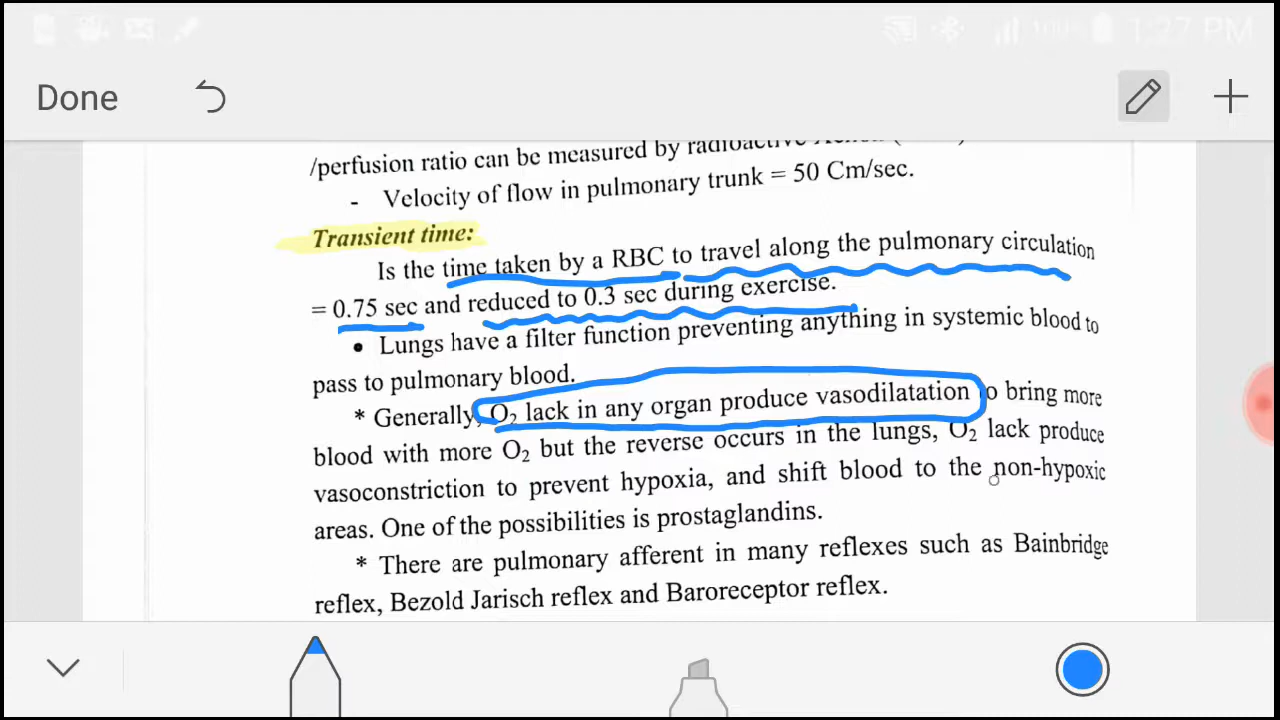 1:27 PM
Done
/perfusion ratio can be measured by radioactive
- Velocity of flow in pulmonary trunk = 50 Cm/sec.
Transient time:
Is the time taken by a RBC to travel along the pulmonary circulation
= 0.75 sec and reduced to 0.3 sec during exercise.
• Lungs have a filter function preventing anything in systemic blood to
pass to pulmonary blood.
* Generally, O₂ lack in any organ produce vasodilatation to bring more
blood with more O₂ but the reverse occurs in the lungs, O₂ lack produce
vasoconstriction to prevent hypoxia, and shift blood to the non-hypoxic
areas. One of the possibilities is prostaglandins.
* There are pulmonary afferent in many reflexes such as Bainbridge
reflex, Bezold Jarisch reflex and Baroreceptor reflex.